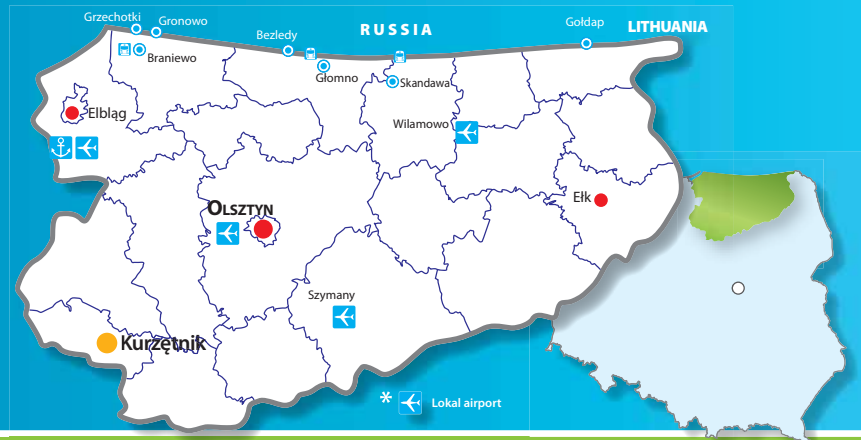 Grzechotki
Gronowo
Gołdap
Bezledy
RUSSIA
LITHUANIA
Braniewo
Głomno
Skandawa
Elbląg
Wilamowo
Ełk
OLSZTYN
Szymany
Kurzętnik
* Lokal airport